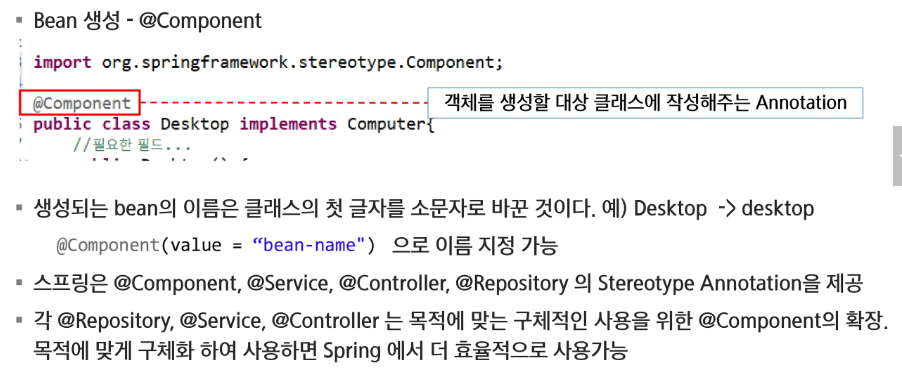 Bean 생성 - @Component
import org.springframework.stereotype.Component;
@Component
객체를 생성할 대상 클래스에 작성해주는 Annotation
public class Desktop implements Computer{
//필요한 필드...
생성되는 bean의 이름은 클래스의 첫 글자를 소문자로 바꾼 것이다. 예) Desktop -> desktop
@Component(value = “bean-name") 으로 이름 지정 가능
스프링은 @Component, @Service, @Controller, @Repository 의 Stereotype Annotation을 제공
각 @Repository, @Service, @Controller 는 목적에 맞는 구체적인 사용을 위한 @Component의 확장.
목적에 맞게 구체화 하여 사용하면 Spring 에서 더 효율적으로 사용가능